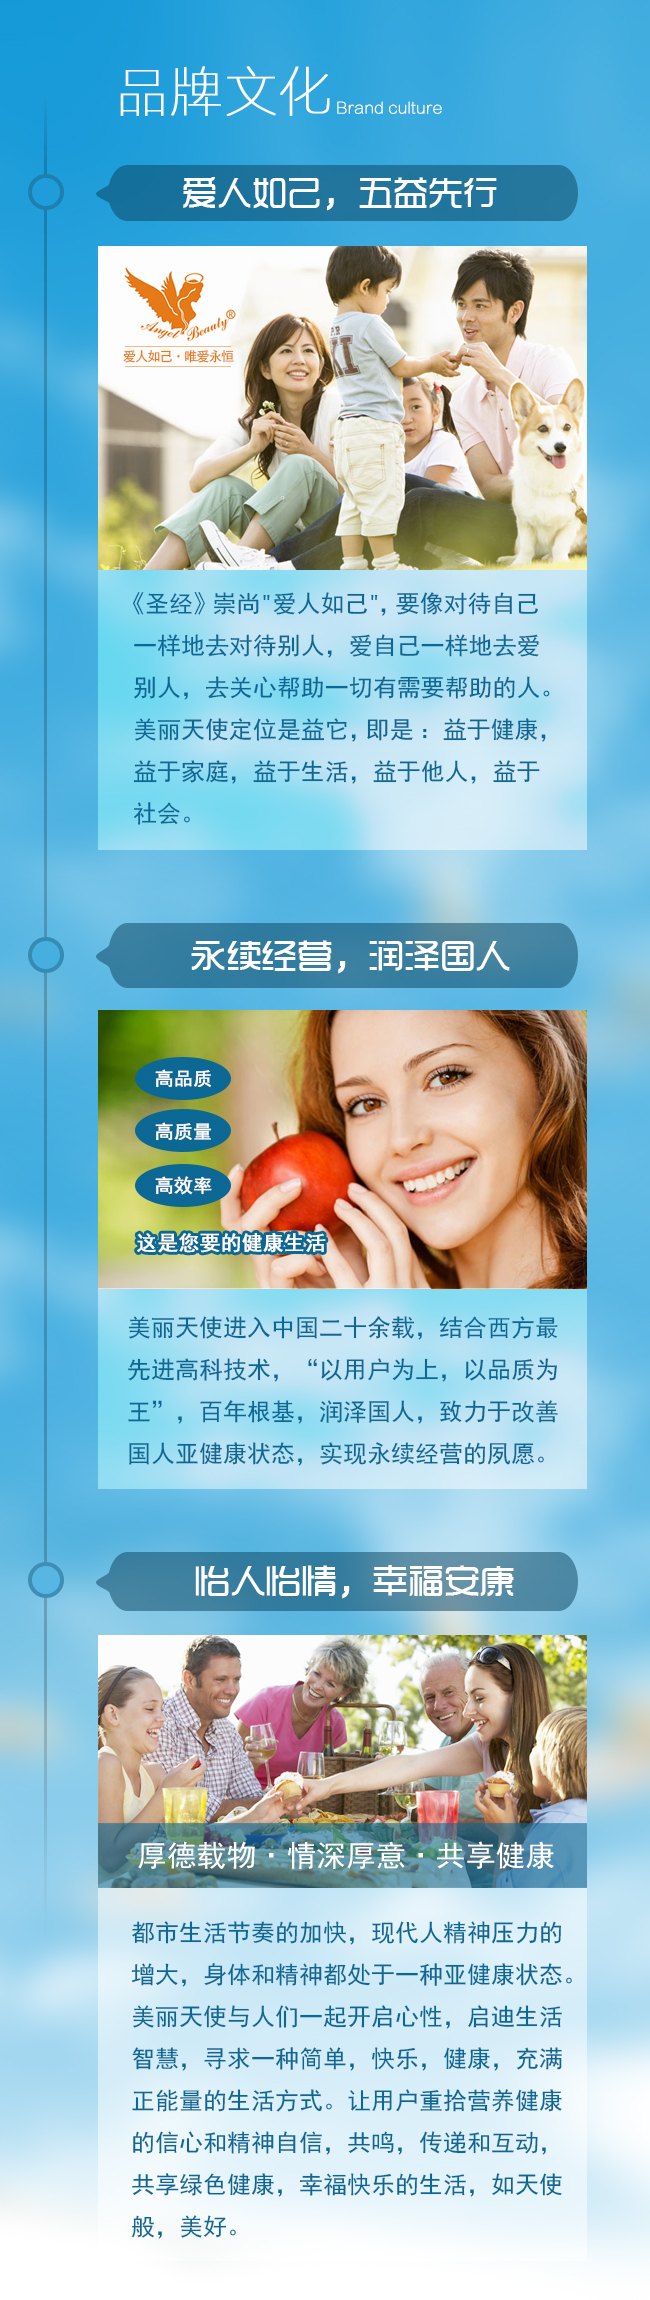 品牌文化 Brand culture
爱人如己，五益先行
Angel Beauty®
爱人如己·唯爱永恒
《圣经》崇尚"爱人如己"，要像对待自己
一样地去对待别人，爱自己一样地去爱
别人，去关心帮助一切有需要帮助的人。
美丽天使定位是益它，即是：益于健康，
益于家庭，益于生活，益于他人，益于
社会。
永续经营，润泽国人
高品质
高质量
高效率
这是您要的健康生活
美丽天使进入中国二十余载，结合西方最
先进高科技术，“以用户为上，以品质为
王”，百年根基，润泽国人，致力于改善
国人亚健康状态，实现永续经营的夙愿。
怡人怡情，幸福安康
厚德载物·情深厚意·共享健康
都市生活节奏的加快，现代人精神压力的
增大，身体和精神都处于一种亚健康状态。
美丽天使与人们一起开启心性，启迪生活
智慧，寻求一种简单，快乐，健康，充满
正能量的生活方式。让用户重拾营养健康
的信心和精神自信，共鸣，传递和互动，
共享绿色健康，幸福快乐的生活，如天使
般，美好。